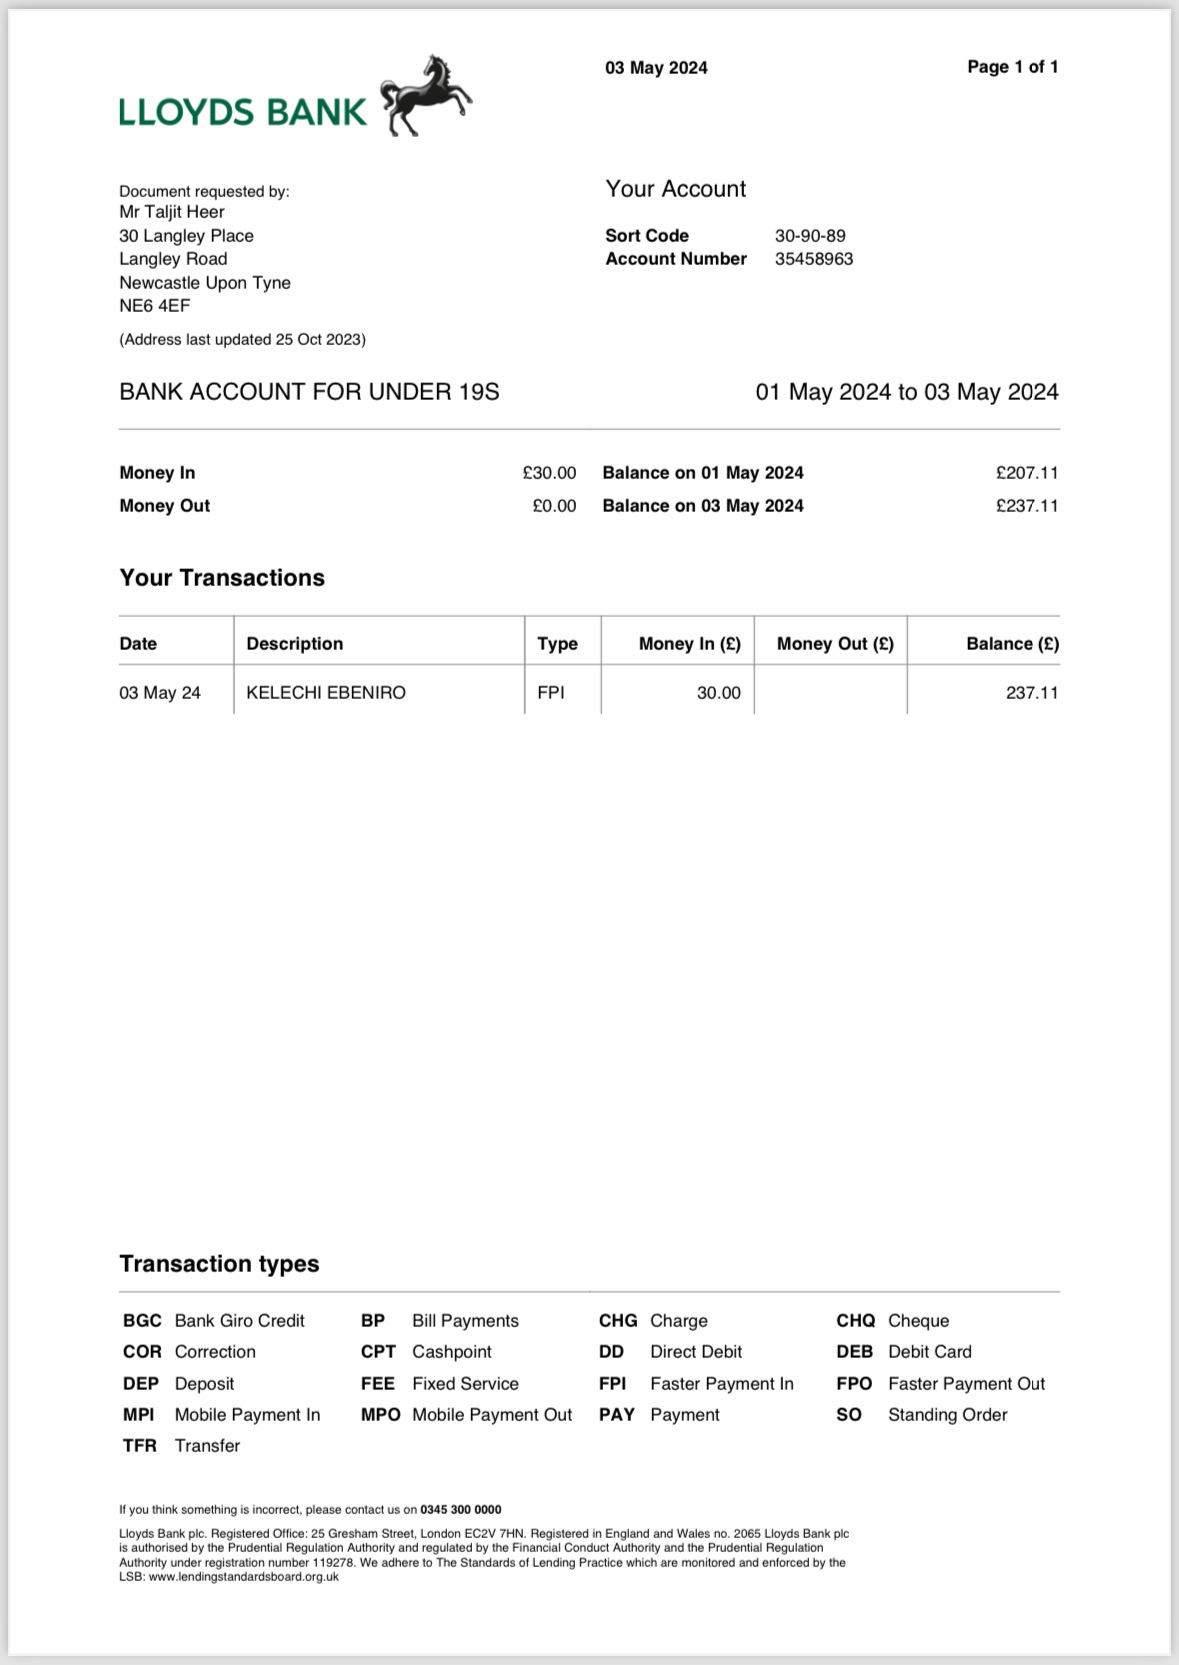 03 May 2024 Page 1 of 1
LLOYDS BANK
Document requested by:
Mr Taljit Heer
30 Langley Place
Langley Road
Newcastle Upon Tyne
NE6 4EF
(Address last updated 25 Oct 2023)
Your Account
Sort Code 30-90-89
Account Number 35458963
BANK ACCOUNT FOR UNDER 19S 01 May 2024 to 03 May 2024
Money In £30.00 Balance on 01 May 2024 £207.11
Money Out £0.00 Balance on 03 May 2024 £237.11
Your Transactions
Date Description Type Money In (£) Money Out (£) Balance (£)
03 May 24 KELECHI EBENIRO FPI 30.00 237.11
Transaction types
BGC Bank Giro Credit BP Bill Payments CHG Charge CHQ Cheque
COR Correction CPT Cashpoint DD Direct Debit DEB Debit Card
DEP Deposit FEE Fixed Service FPI Faster Payment In FPO Faster Payment Out
MPI Mobile Payment In MPO Mobile Payment Out PAY Payment SO Standing Order
TFR Transfer
If you think something is incorrect, please contact us on 0345 300 0000
Lloyds Bank plc. Registered Office: 25 Gresham Street, London EC2V 7HN. Registered in England and Wales no. 2065 Lloyds Bank plc
is authorised by the Prudential Regulation Authority and regulated by the Financial Conduct Authority and the Prudential Regulation
Authority under registration number 119278. We adhere to The Standards of Lending Practice which are monitored and enforced by the
LSB: www.lendingstandardsboard.org.uk